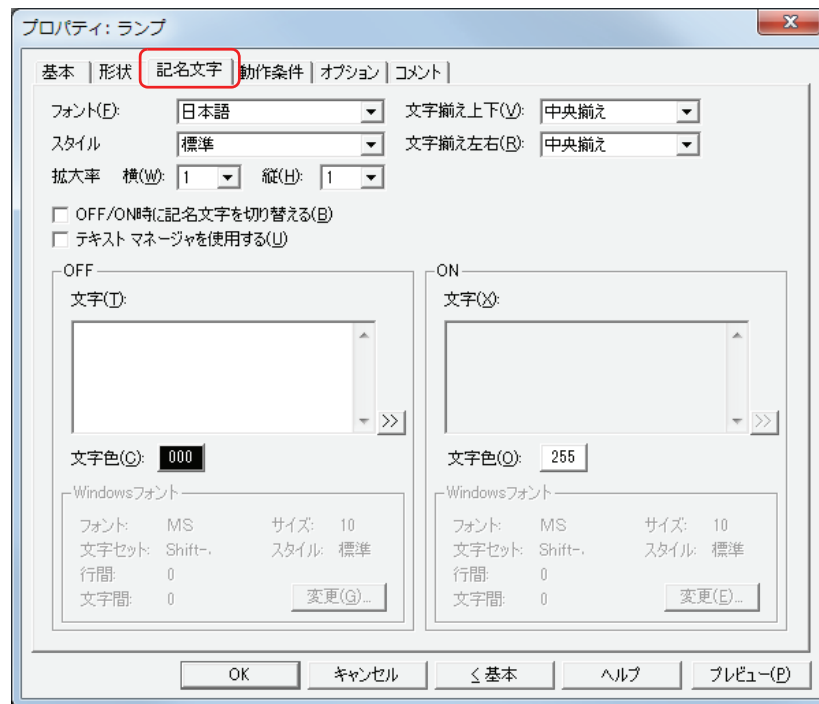 プロパティ: ランプ
基本 形状 記名文字 動作条件 オプション コメント
フォント(F): 日本語 文字揃え上下(V): 中央揃え
スタイル 標準 文字揃え左右(R): 中央揃え
拡大率 横(W): 1 縦(H): 1
OFF/ON時に記名文字を切り替える(B)
テキスト マネージャを使用する(U)
OFF
文字(T):
>>
文字色(C): 000
Windowsフォント
フォント: MS サイズ: 10
文字セット: Shift-. スタイル: 標準
行間: 0
文字間: 0 変更(G)...
ON
文字(X):
>>
文字色(O): 255
Windowsフォント
フォント: MS サイズ: 10
文字セット: Shift-. スタイル: 標準
行間: 0
文字間: 0 変更(E)...
OK キャンセル < 基本 ヘルプ プレビュー(P)